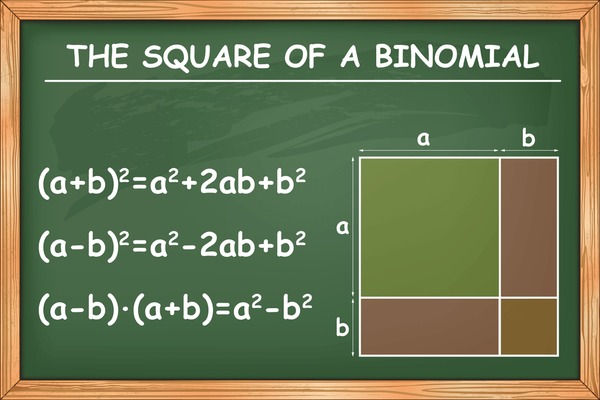 THE SQUARE OF A BINOMIAL
(a+b)²=a²+2ab+b²
(a-b)²=a²-2ab+b²
(a-b)·(a+b)=a²-b²
a
b
a
b